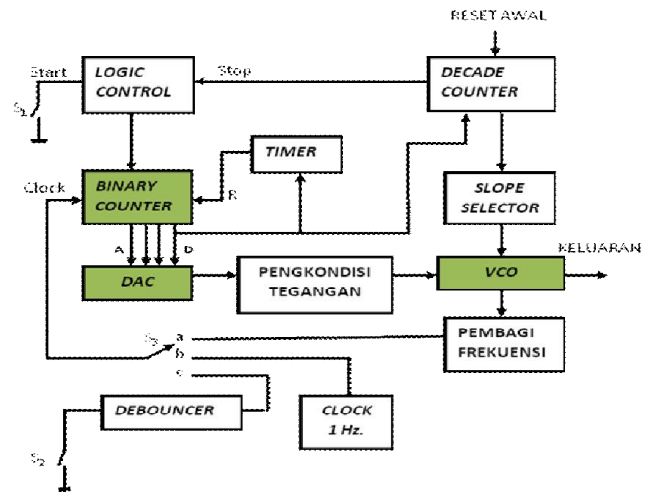 RESET AWAL
Start
LOGIC
CONTROL
Stop
DECADE
COUNTER
S1
TIMER
Clock
BINARY
COUNTER
R
SLOPE
SELECTOR
A
D
KELUARAN
DAC
PENGKONDISI
TEGANGAN
VCO
S3
a
b
c
PEMBAGI
FREKUENSI
DEBOUNCER
CLOCK
1 Hz.
S2